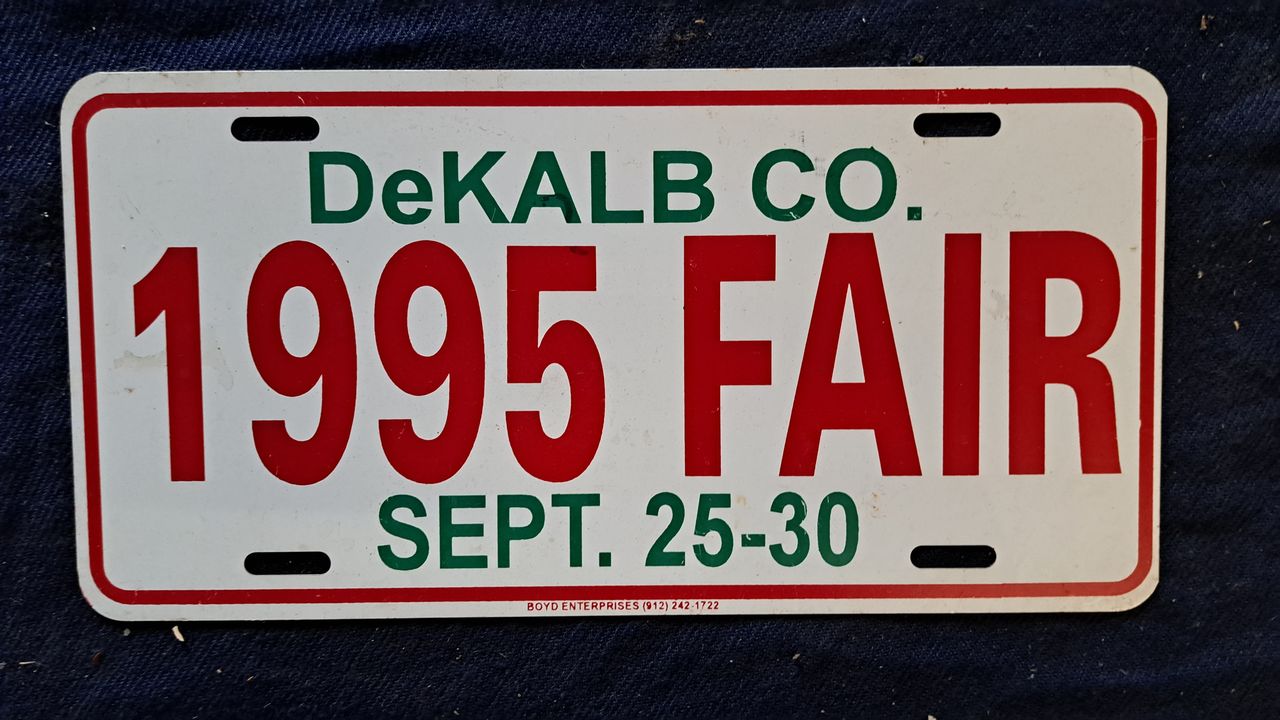 DeKALB CO.
1995 FAIR
SEPT. 25-30
BOYD ENTERPRISES (912) 242-1722